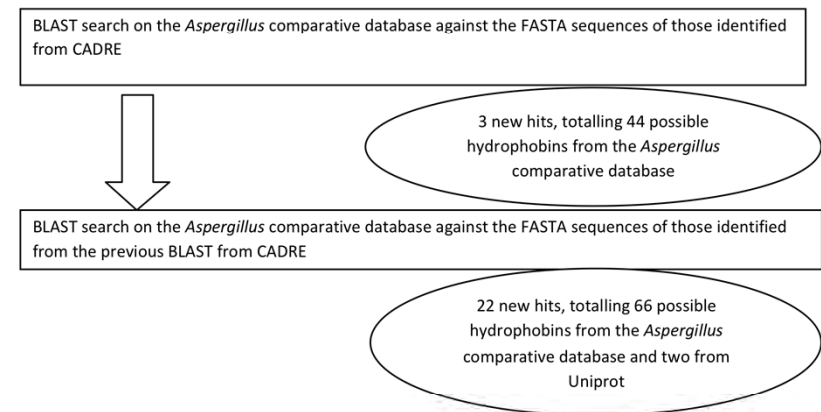 BLAST search on the Aspergillus comparative database against the FASTA sequences of those identified
from CADRE
3 new hits, totalling 44 possible
hydrophobins from the Aspergillus
comparative database
BLAST search on the Aspergillus comparative database against the FASTA sequences of those identified
from the previous BLAST from CADRE
22 new hits, totalling 66 possible
hydrophobins from the Aspergillus
comparative database and two from
Uniprot